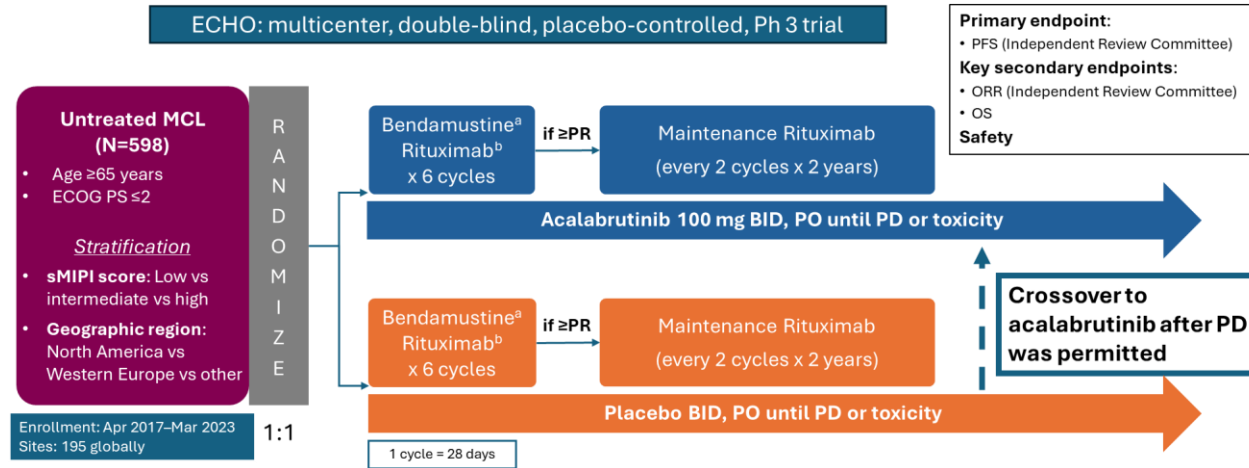 ECHO: multicenter, double-blind, placebo-controlled, Ph 3 trial
Primary endpoint:
• PFS (Independent Review Committee)
Key secondary endpoints:
• ORR (Independent Review Committee)
• OS
Safety
Untreated MCL
(N=598)
• Age ≥65 years
• ECOG PS ≤2
Stratification
• sMIPI score: Low vs
intermediate vs high
• Geographic region:
North America vs
Western Europe vs other
Enrollment: Apr 2017–Mar 2023
Sites: 195 globally
R
A
N
D
O
M
I
Z
E
1:1
Bendamustineᵃ
Rituximabᵇ
x 6 cycles
if ≥PR
Maintenance Rituximab
(every 2 cycles x 2 years)
Acalabrutinib 100 mg BID, PO until PD or toxicity
Bendamustineᵃ
Rituximabᵇ
x 6 cycles
if ≥PR
Maintenance Rituximab
(every 2 cycles x 2 years)
Crossover to
acalabrutinib after PD
was permitted
Placebo BID, PO until PD or toxicity
1 cycle = 28 days